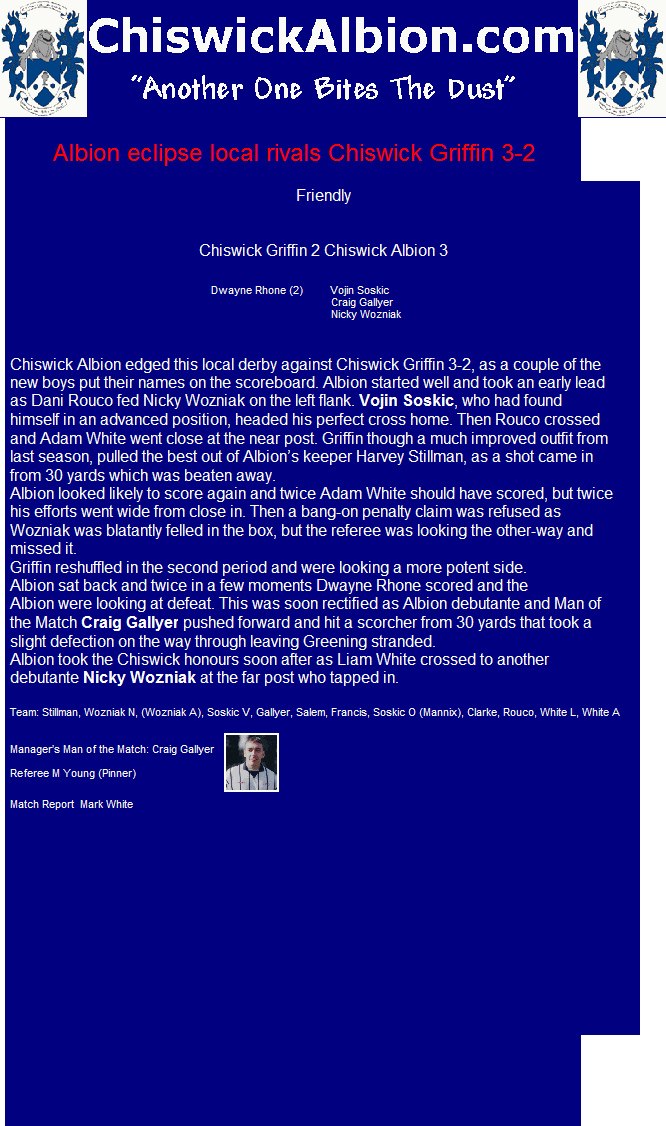 ChiswickAlbion.com
"Another One Bites The Dust"
Albion eclipse local rivals Chiswick Griffin 3-2
Friendly
Chiswick Griffin 2 Chiswick Albion 3
Dwayne Rhone (2) Vojin Soskic
Craig Gallyer
Nicky Wozniak
Chiswick Albion edged this local derby against Chiswick Griffin 3-2, as a couple of the
new boys put their names on the scoreboard. Albion started well and took an early lead
as Dani Rouco fed Nicky Wozniak on the left flank. Vojin Soskic, who had found
himself in an advanced position, headed his perfect cross home. Then Rouco crossed
and Adam White went close at the near post. Griffin though a much improved outfit from
last season, pulled the best out of Albion's keeper Harvey Stillman, as a shot came in
from 30 yards which was beaten away.
Albion looked likely to score again and twice Adam White should have scored, but twice
his efforts went wide from close in. Then a bang-on penalty claim was refused as
Wozniak was blatantly felled in the box, but the referee was looking the other-way and
missed it.
Griffin reshuffled in the second period and were looking a more potent side.
Albion sat back and twice in a few moments Dwayne Rhone scored and the
Albion were looking at defeat. This was soon rectified as Albion debutante and Man of
the Match Craig Gallyer pushed forward and hit a scorcher from 30 yards that took a
slight defection on the way through leaving Greening stranded.
Albion took the Chiswick honours soon after as Liam White crossed to another
debutante Nicky Wozniak at the far post who tapped in.
Team: Stillman, Wozniak N, (Wozniak A), Soskic V, Gallyer, Salem, Francis, Soskic O (Mannix), Clarke, Rouco, White L, White A
Manager's Man of the Match: Craig Gallyer
Referee M Young (Pinner)
Match Report Mark White